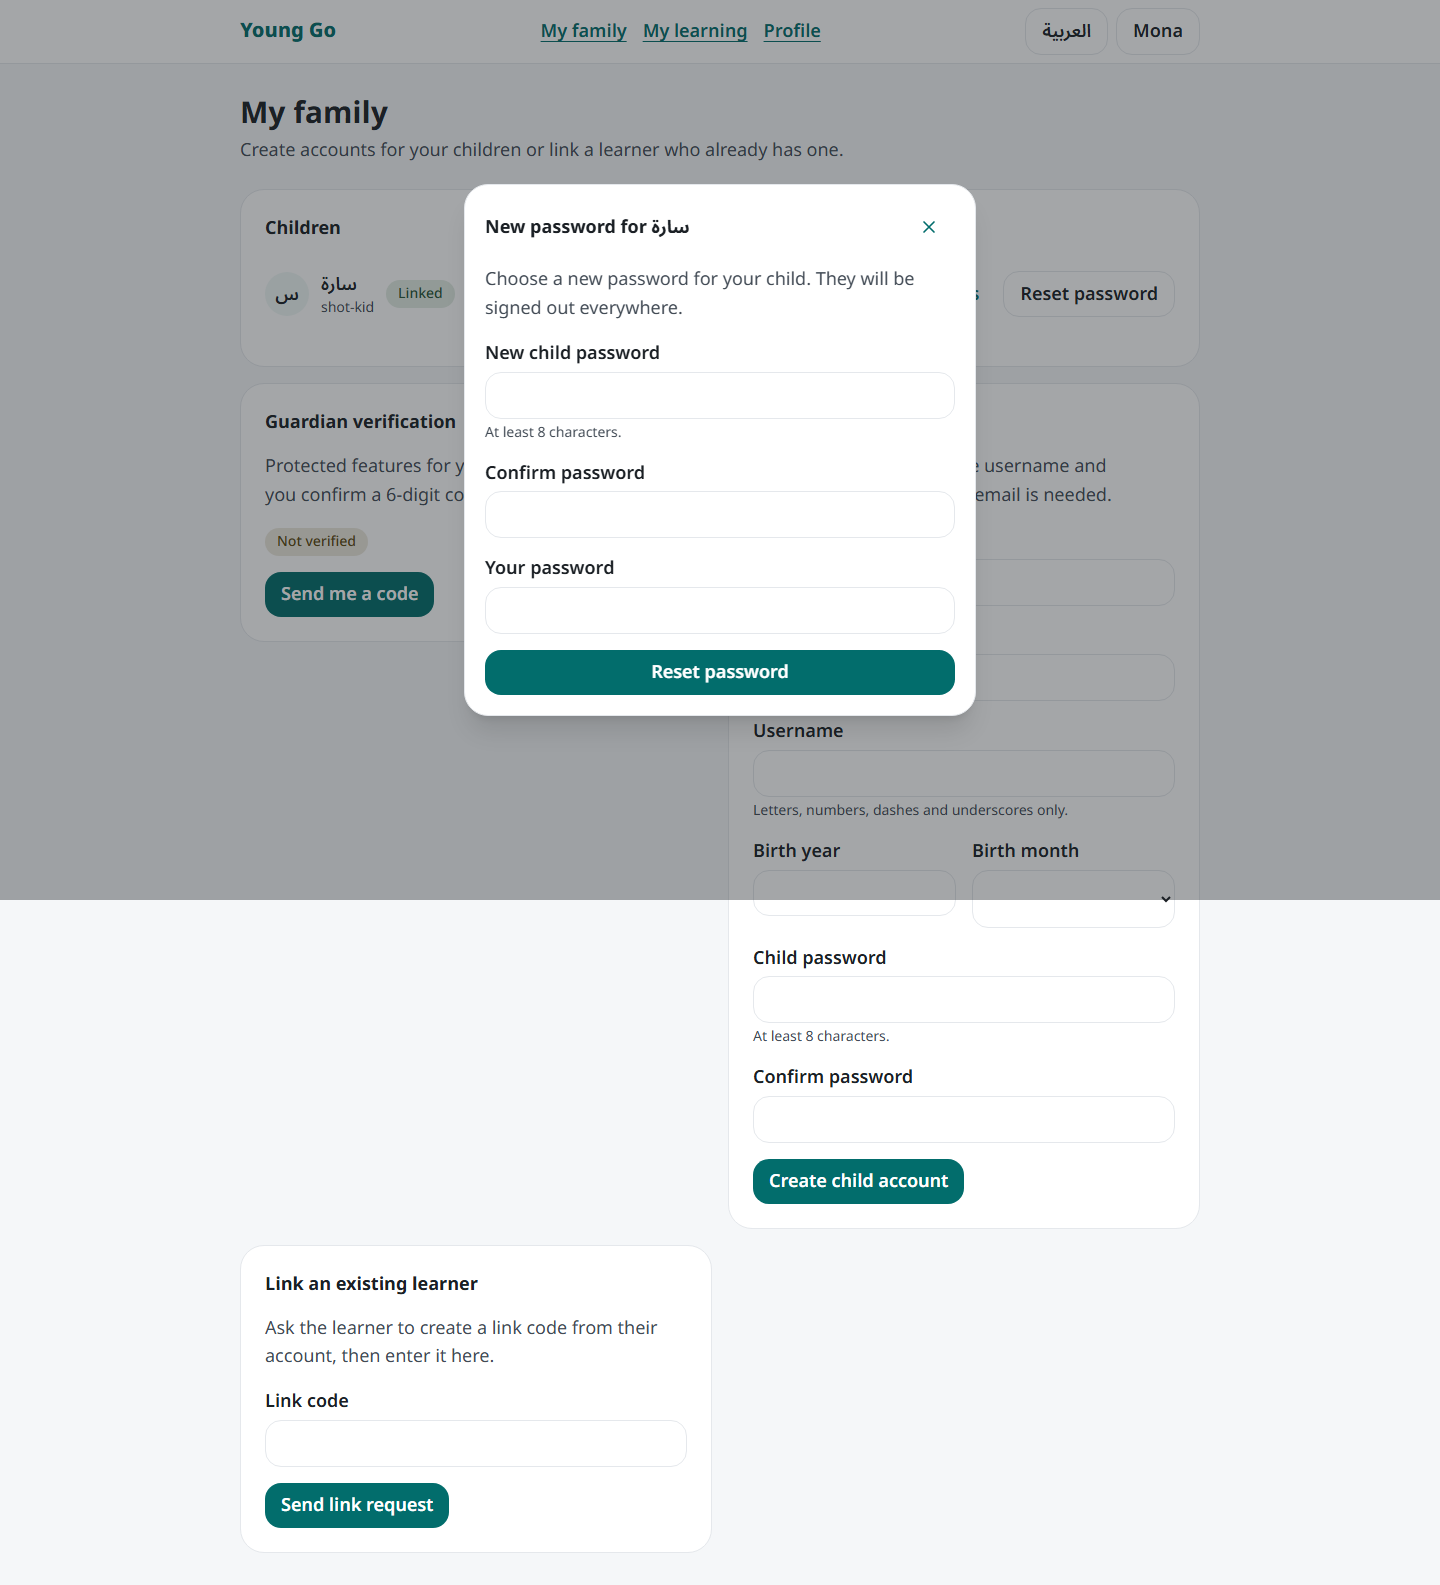 Young Go
My family
My learning
Profile
العربية
Mona
My family
Create accounts for your children or link a learner who already has one.
Children
س
سارة
shot-kid
Linked
Reset password
New password for سارة
Choose a new password for your child. They will be
signed out everywhere.
New child password
At least 8 characters.
Confirm password
Your password
Reset password
Guardian verification
Protected features for
you confirm a 6-digit
Not verified
Send me a code
username and
email is needed.
Username
Letters, numbers, dashes and underscores only.
Birth year
Birth month
Child password
At least 8 characters.
Confirm password
Create child account
Link an existing learner
Ask the learner to create a link code from their
account, then enter it here.
Link code
Send link request